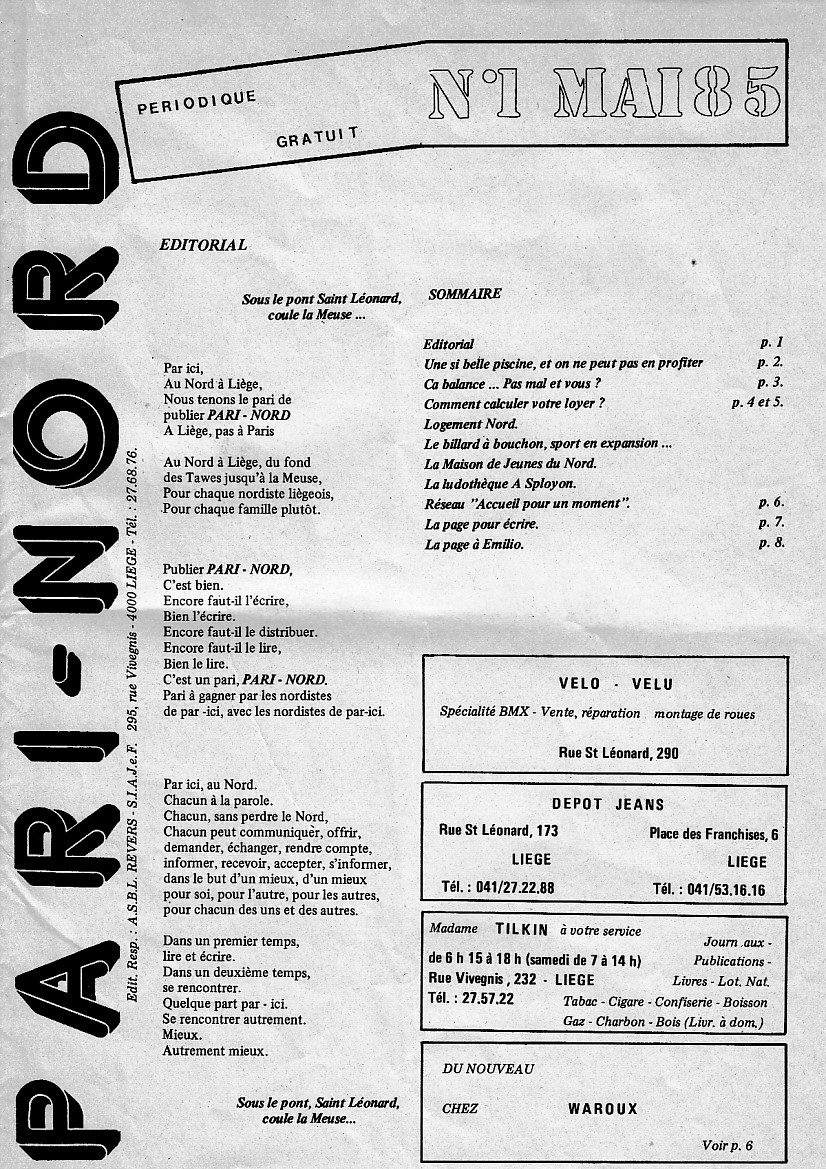 PARI-NORD
PERIODIQUE
GRATUIT
N°1 MAI 85
Edit. Resp. : A.S.B.L. REVERS - S.I.A.J.e.F. 295, rue Vivegnis - 4000 LIEGE - Tél. : 27.68.76.
EDITORIAL
Sous le pont Saint Léonard,
coule la Meuse ...
Par ici,
Au Nord à Liège,
Nous tenons le pari de
publier PARI - NORD
A Liège, pas à Paris
Au Nord à Liège, du fond
des Tawes jusqu'à la Meuse,
Pour chaque nordiste liègeois,
Pour chaque famille plutôt.
Publier PARI - NORD,
C'est bien.
Encore faut-il l'écrire,
Bien l'écrire.
Encore faut-il le distribuer.
Encore faut-il le lire,
Bien le lire.
C'est un pari, PARI - NORD.
Pari à gagner par les nordistes
de par -ici, avec les nordistes de par-ici.
Par ici, au Nord.
Chacun à la parole.
Chacun, sans perdre le Nord,
Chacun peut communiquer, offrir,
demander, échanger, rendre compte,
informer, recevoir, accepter, s'informer,
dans le but d'un mieux, d'un mieux
pour soi, pour l'autre, pour les autres,
pour chacun des uns et des autres.
Dans un premier temps,
lire et écrire.
Dans un deuxième temps,
se rencontrer.
Quelque part par - ici.
Se rencontrer autrement.
Mieux.
Autrement mieux.
Sous le pont, Saint Léonard,
coule la Meuse...
SOMMAIRE
Editorial p. 1
Une si belle piscine, et on ne peut pas en profiter p. 2.
Ca balance ... Pas mal et vous ? p. 3.
Comment calculer votre loyer ? p. 4 et 5.
Logement Nord.
Le billard à bouchon, sport en expansion ...
La Maison de Jeunes du Nord.
La ludothèque A Sployon.
Réseau "Accueil pour un moment". p. 6.
La page pour écrire. p. 7.
La page à Emilio. p. 8.
VELO - VELU
Spécialité BMX - Vente, réparation montage de roues
Rue St Léonard, 290
DEPOT JEANS
Rue St Léonard, 173 Place des Franchises, 6
LIEGE LIEGE
Tél. : 041/27.22.88 Tél. : 041/53.16.16
Madame TILKIN à votre service
Journ aux -
de 6 h 15 à 18 h (samedi de 7 à 14 h) Publications -
Rue Vivegnis, 232 - LIEGE Livres - Lot. Nat.
Tél. : 27.57.22 Tabac - Cigare - Confiserie - Boisson
Gaz - Charbon - Bois (Livr. à dom.)
DU NOUVEAU
CHEZ WAROUX
Voir p. 6